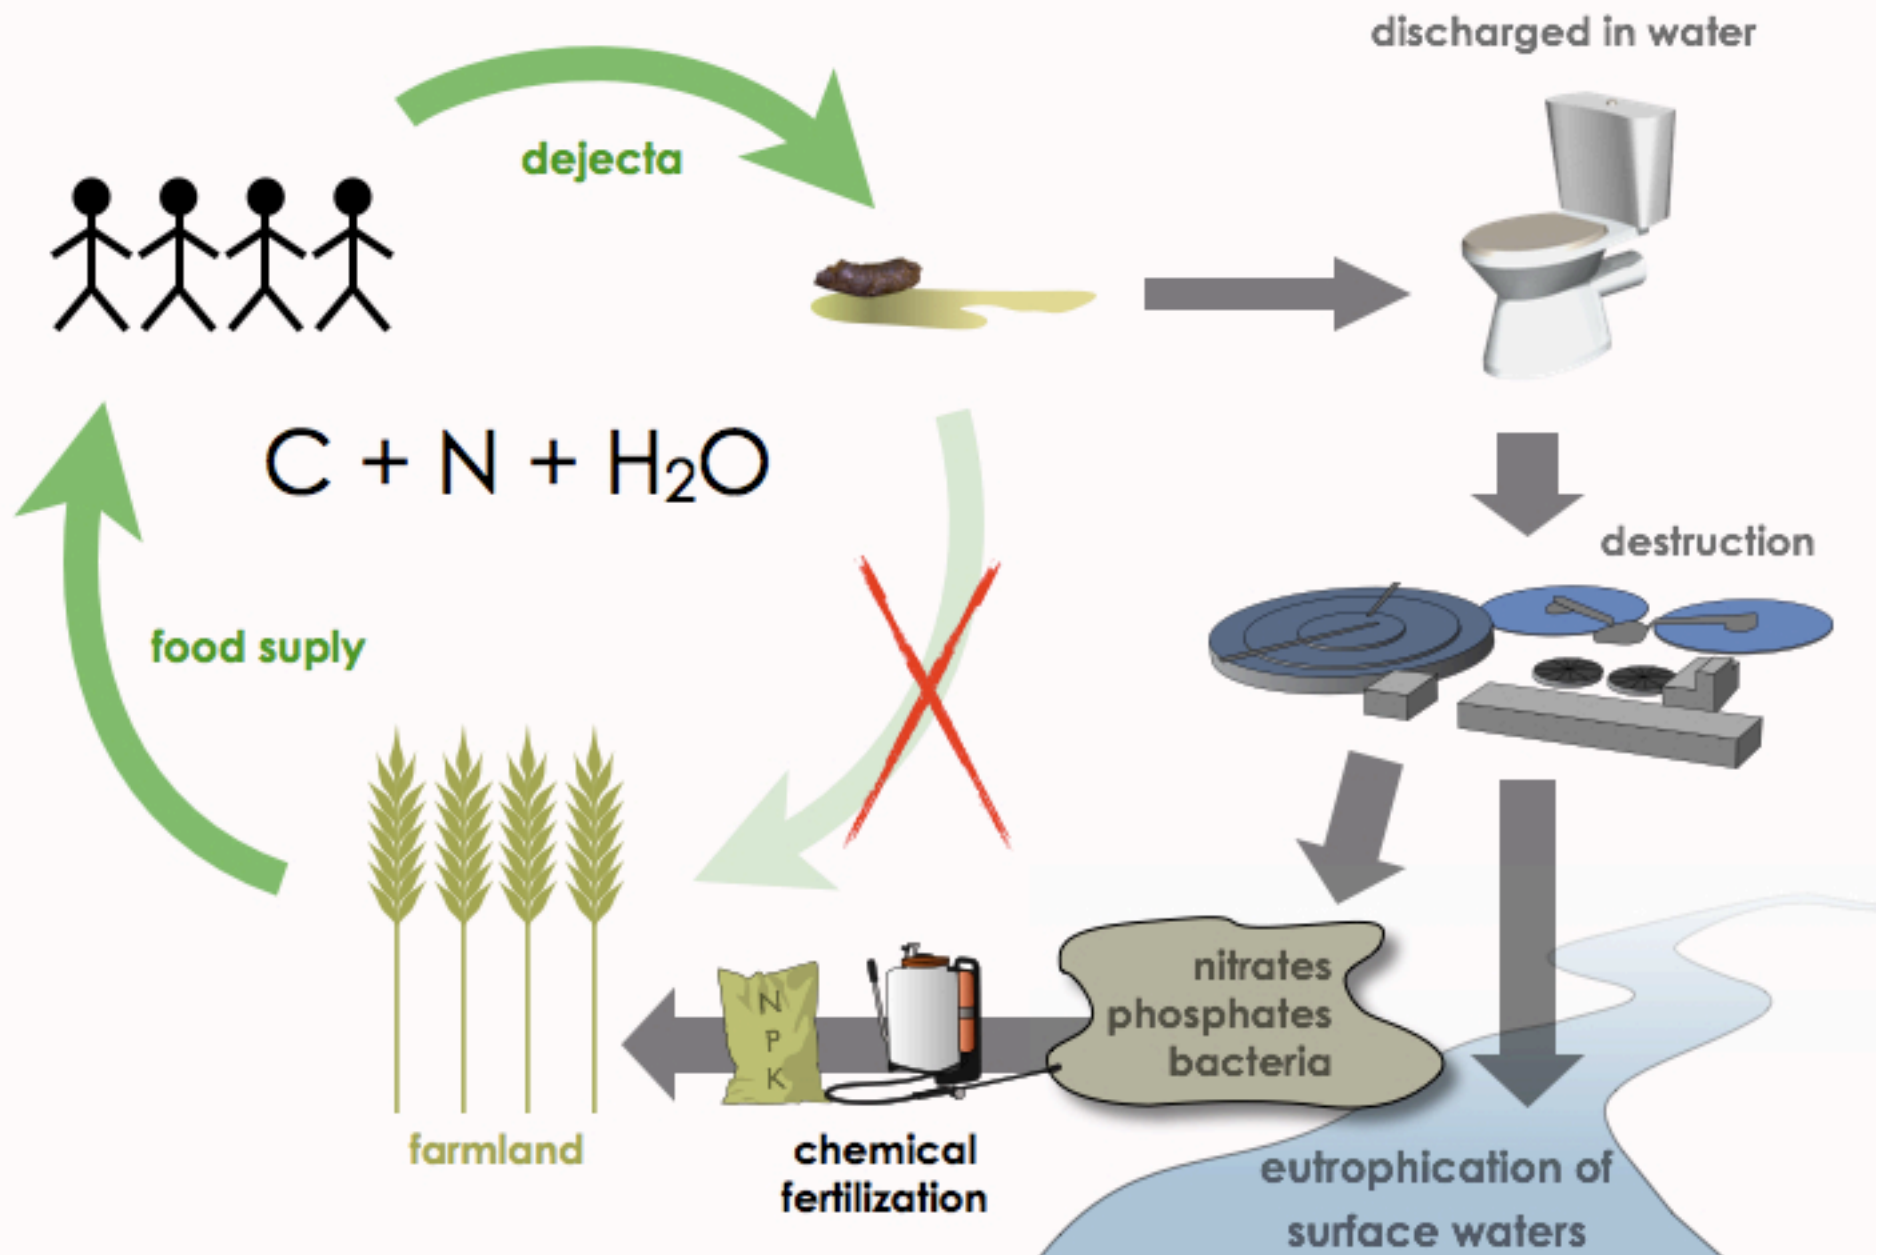 discharged in water
dejecta
C + N + H₂O
destruction
food suply
nitrates
phosphates
bacteria
N
P
K
farmland
chemical
fertilization
eutrophication of
surface waters